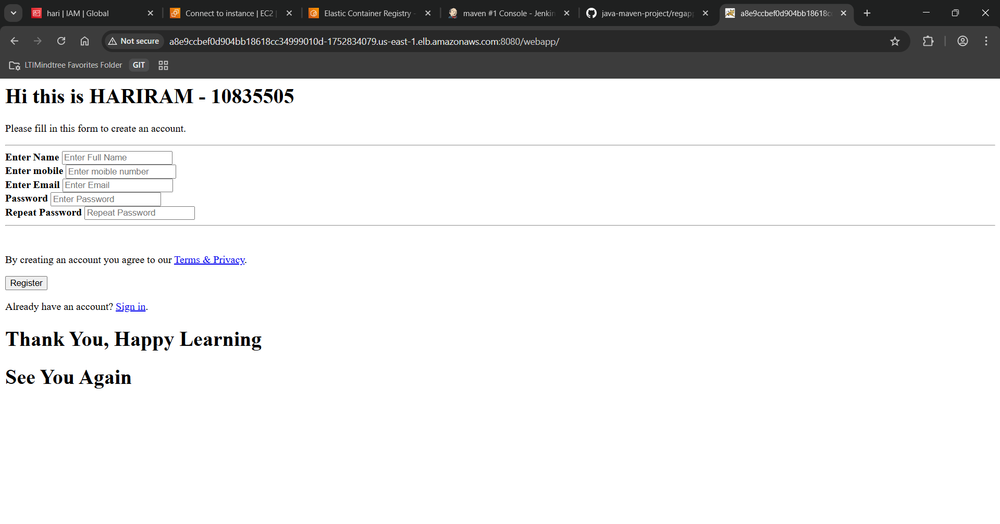 hari | IAM | Global
Connect to instance | EC2 |
Elastic Container Registry -
maven #1 Console - Jenkin
java-maven-project/regapp
a8e9ccbef0d904bb18618cc
Not secure
a8e9ccbef0d904bb18618cc34999010d-1752834079.us-east-1.elb.amazonaws.com:8080/webapp/
LTIMindtree Favorites Folder
GIT
Hi this is HARIRAM - 10835505
Please fill in this form to create an account.
Enter Name Enter Full Name
Enter mobile Enter moible number
Enter Email Enter Email
Password Enter Password
Repeat Password Repeat Password
By creating an account you agree to our Terms & Privacy.
Register
Already have an account? Sign in.
Thank You, Happy Learning
See You Again